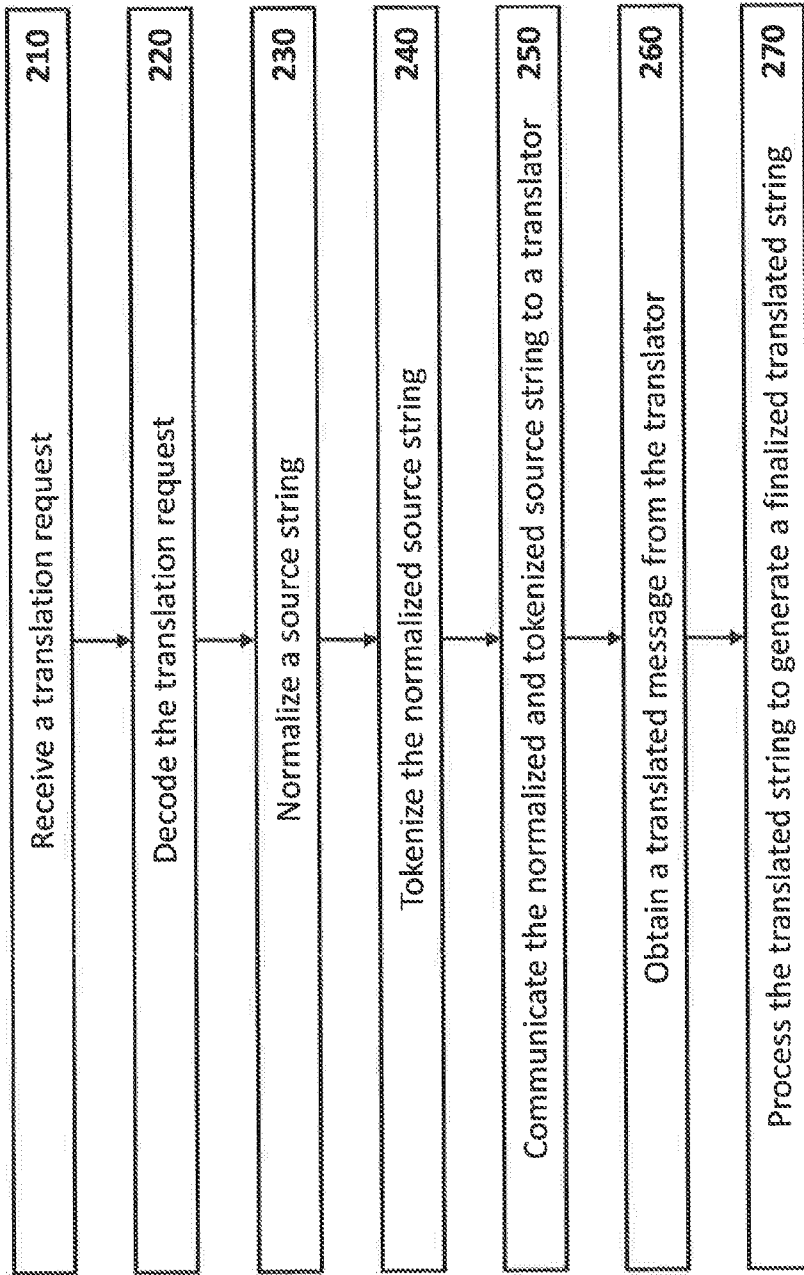 Receive a translation request 210
Decode the translation request 220
Normalize a source string 230
Tokenize the normalized source string 240
Communicate the normalized and tokenized source string to a translator 250
Obtain a translated message from the translator 260
Process the translated string to generate a finalized translated string 270